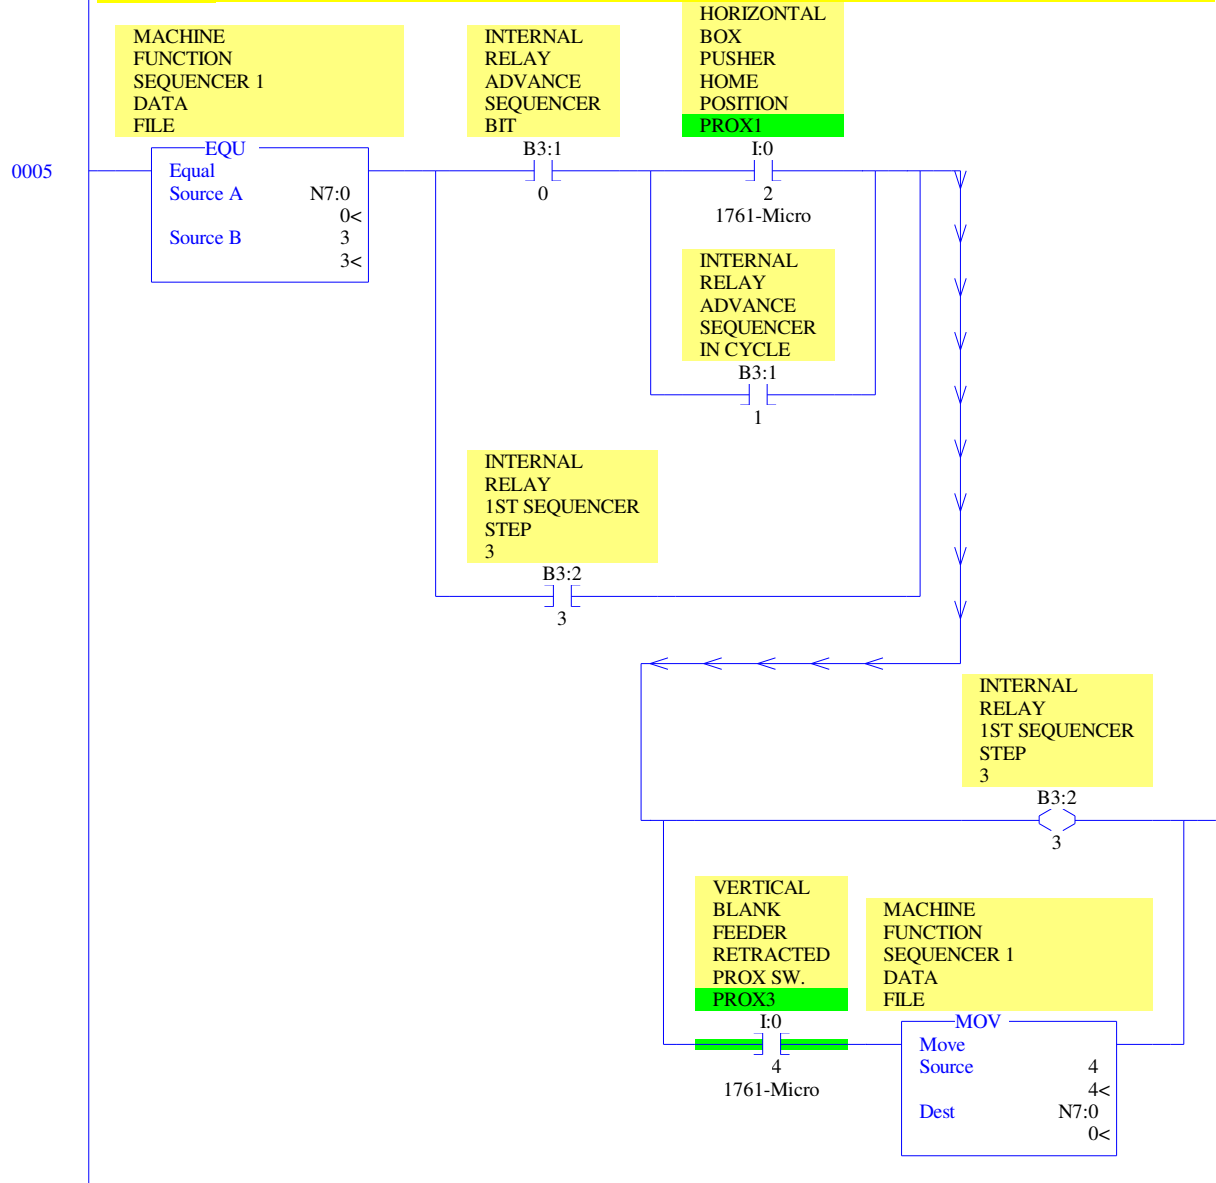 MACHINE
FUNCTION
SEQUENCER 1
DATA
FILE
INTERNAL
RELAY
ADVANCE
SEQUENCER
BIT
HORIZONTAL
BOX
PUSHER
HOME
POSITION
PROX1
0005
EQU
Equal
Source A N7:0
0<
Source B 3
3<
B3:1
0
I:0
2
1761-Micro
INTERNAL
RELAY
ADVANCE
SEQUENCER
IN CYCLE
B3:1
1
INTERNAL
RELAY
1ST SEQUENCER
STEP
3
B3:2
3
INTERNAL
RELAY
1ST SEQUENCER
STEP
3
B3:2
3
VERTICAL
BLANK
FEEDER
RETRACTED
PROX SW.
PROX3
I:0
4
1761-Micro
MACHINE
FUNCTION
SEQUENCER 1
DATA
FILE
MOV
Move
Source 4
4<
Dest N7:0
0<